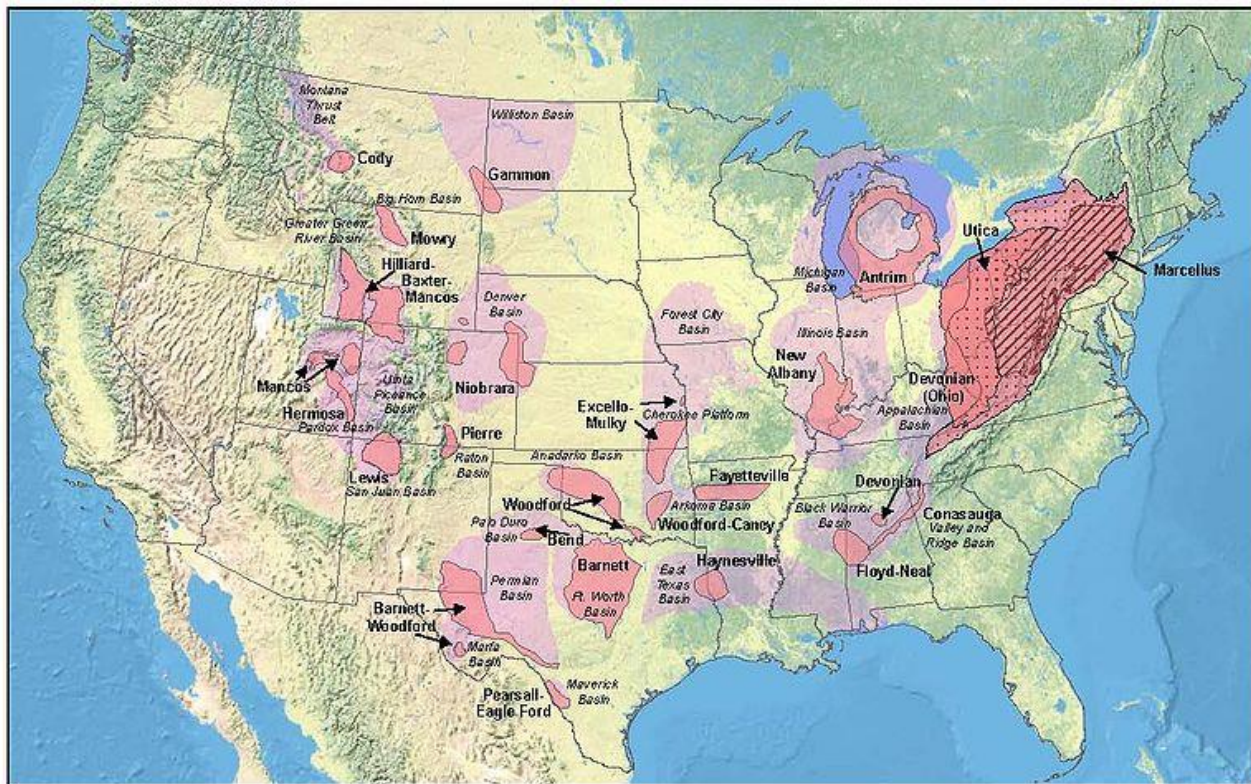 Montana
Thrust
Belt
Williston Basin
Cody
Gammon
Big Horn Basin
Greater Green
River Basin
Mowry
Hilliard-
Baxter-
Mancos
Utica
Marcellus
Antrim
Michigan
Basin
Denver
Basin
Forest City
Basin
Illinois Basin
New
Albany
Mancos
Uinta
Piceance
Basin
Niobrara
Devonian
(Ohio)
Appalachian
Basin
Hermosa
Paradox Basin
Excello-
Mulky
Cherokee Platform
Pierre
Raton
Basin
Anadarko Basin
Lewis
San Juan Basin
Fayetteville
Devonian
Woodford
Arkoma Basin
Woodford-Caney
Black Warrior
Basin
Conasauga
Valley and
Ridge Basin
Palo Duro
Basin
Bend
Barnett
Haynesville
Floyd-Neal
Permian
Basin
Ft. Worth
Basin
East
Texas
Basin
Barnett-
Woodford
Marfa
Basin
Pearsall-
Eagle Ford
Maverick
Basin